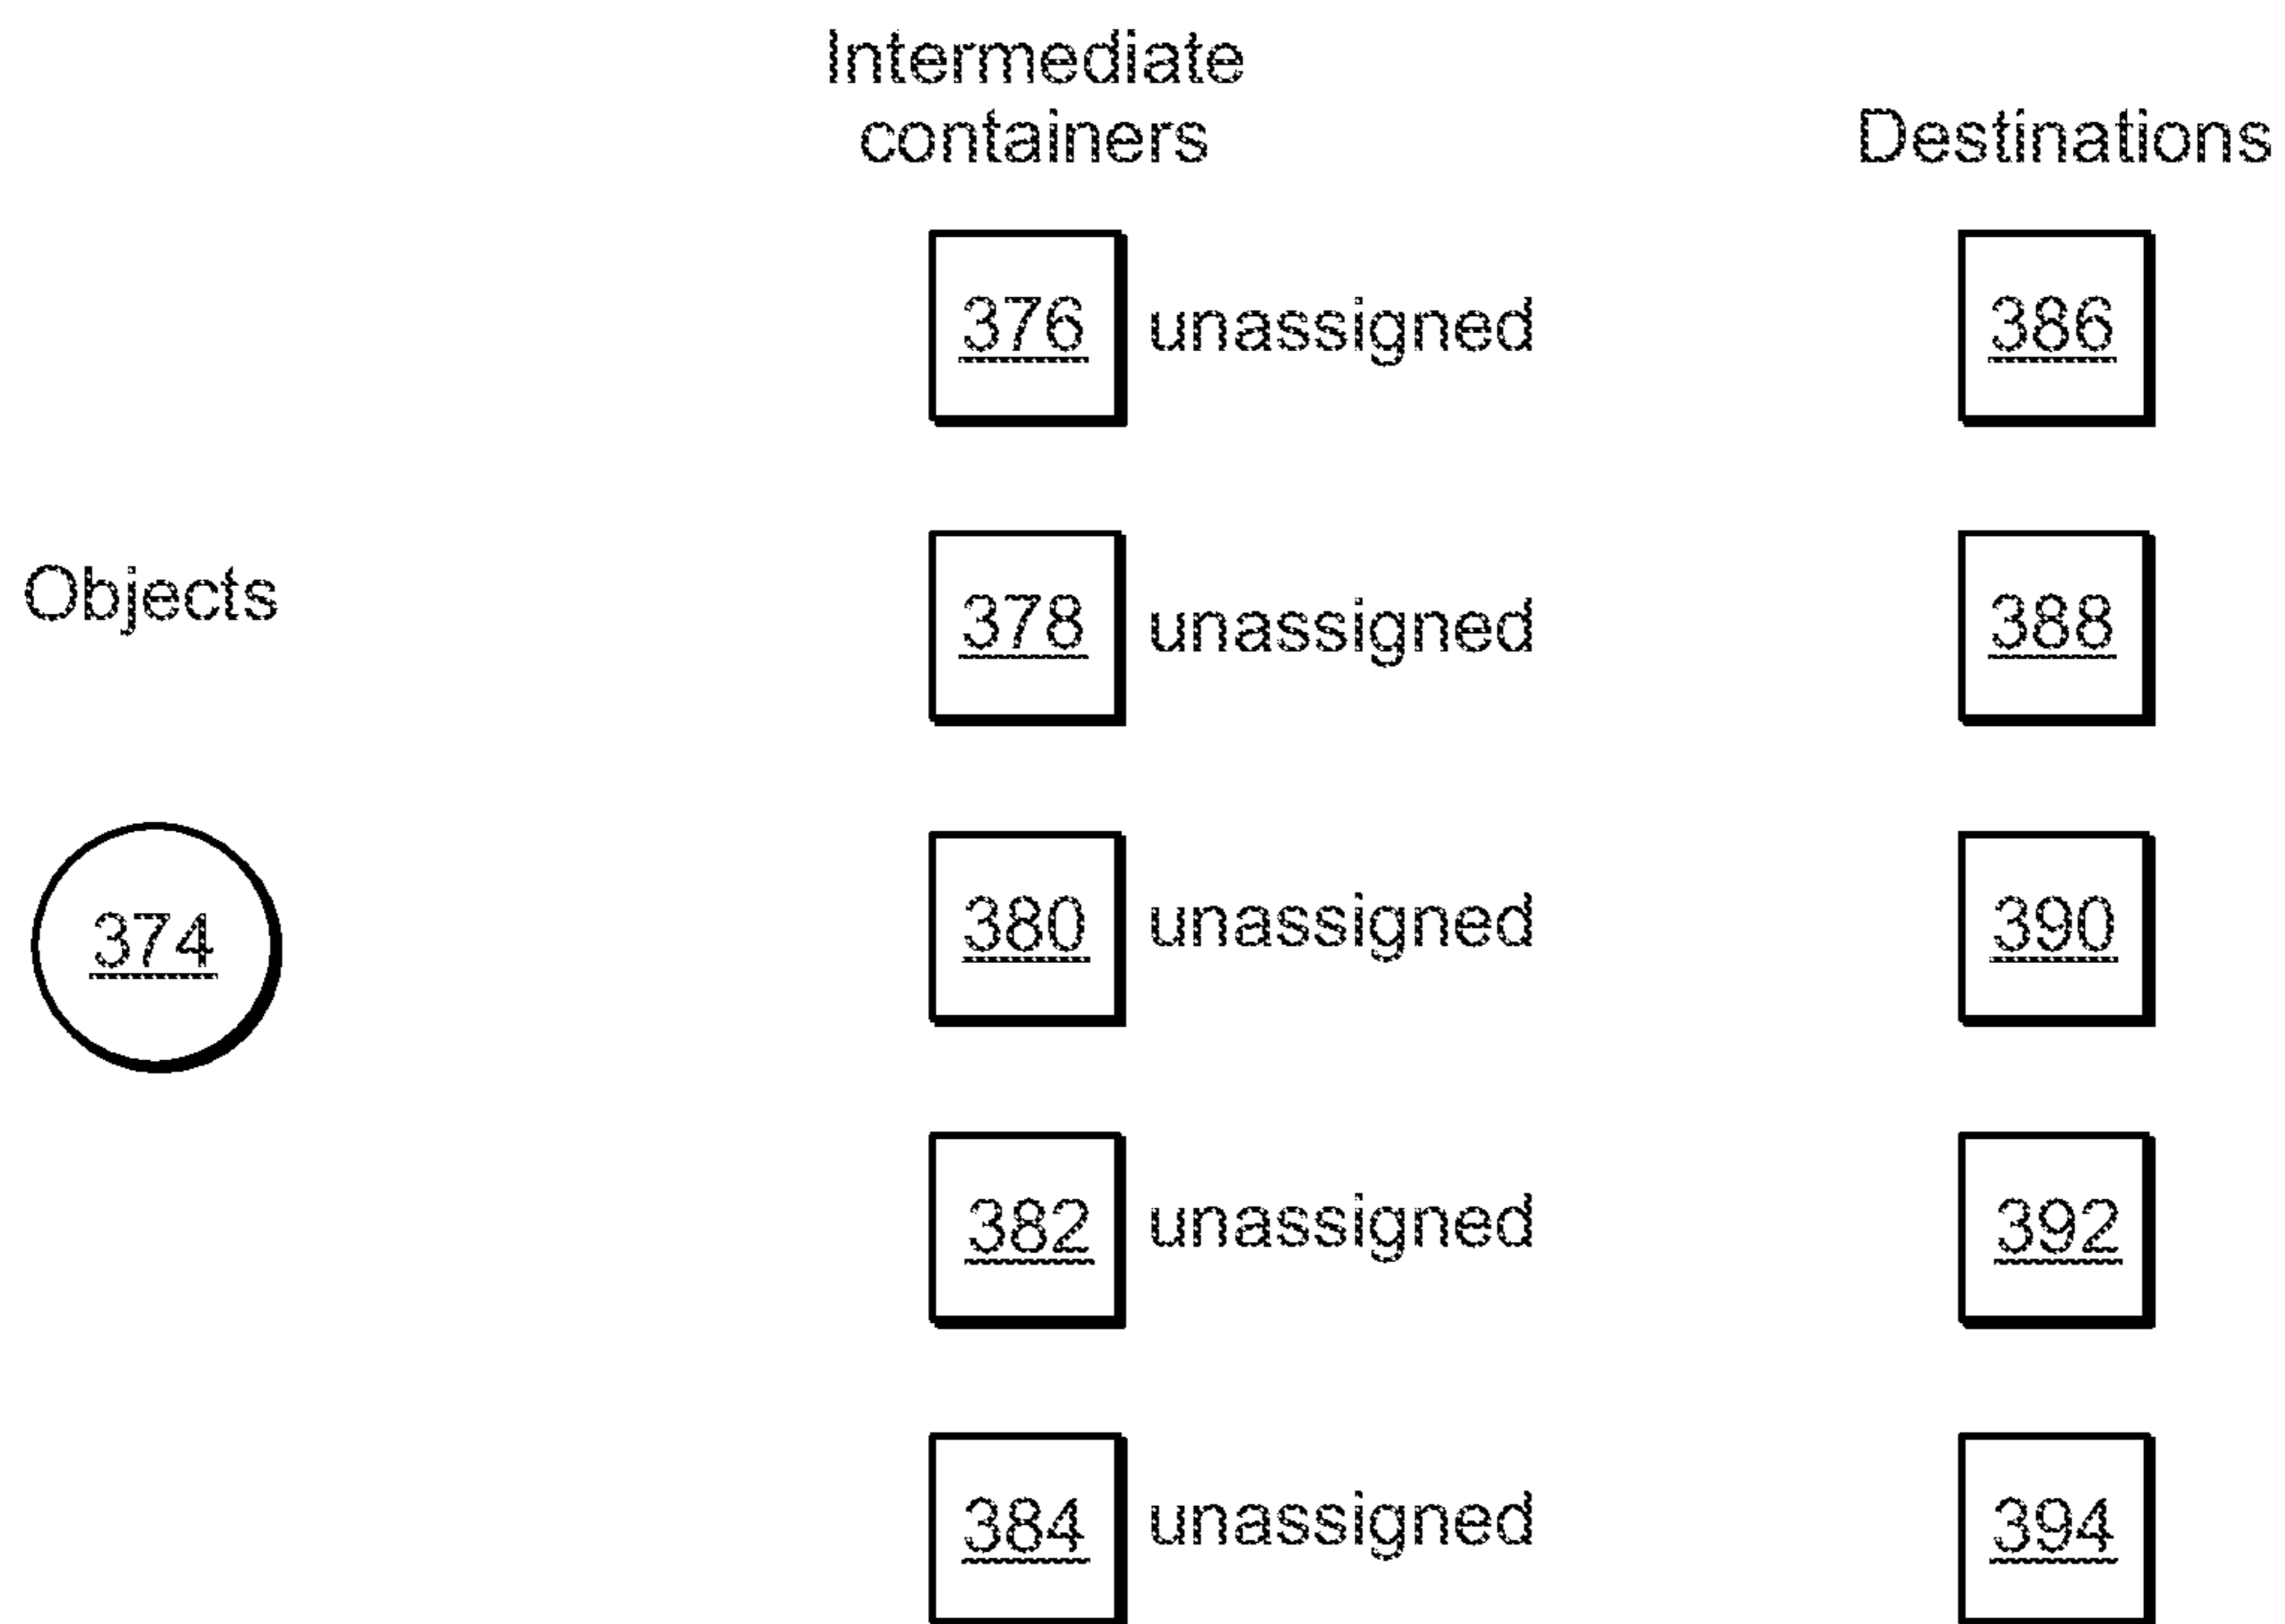 Intermediate
containers
Destinations
376 unassigned
386
Objects
378 unassigned
388
374
380 unassigned
390
382 unassigned
392
384 unassigned
394